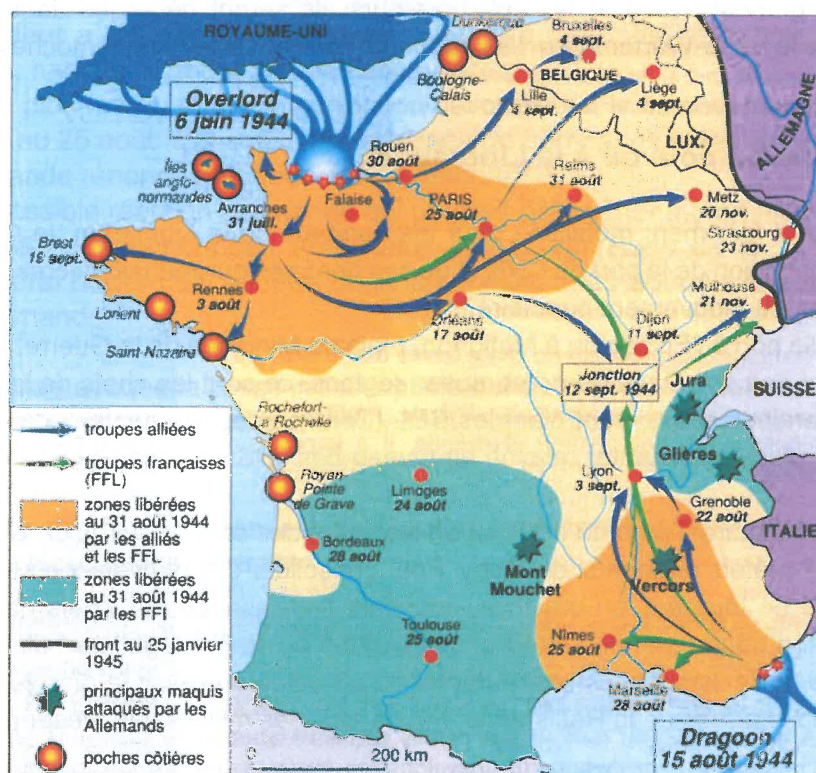 ROYAUME-UNI
Dunkerque
Bruxelles
4 sept.
BELGIQUE
Boulogne-
Calais
Lille
4 sept.
Liège
4 sept.
ALLEMAGNE
Overlord
6 juin 1944
LUX.
Rouen
30 août
Reims
31 août
Îles
anglo-
normandes
Falaise
Avranches
31 juill.
PARIS
25 août
Metz
20 nov.
Strasbourg
23 nov.
Brest
19 sept.
Rennes
3 août
Mulhouse
21 nov.
Lorient
Orléans
17 août
Dijon
11 sept.
Saint-Nazaire
Jonction
12 sept. 1944
Jura
SUISSE
Rochefort-
La Rochelle
Glières
Royan-
Pointe
de Grave
Limoges
24 août
Lyon
3 sept.
Grenoble
22 août
ITALIE
Bordeaux
28 août
Mont
Mouchet
Vercors
Toulouse
25 août
Nîmes
25 août
Marseille
28 août
Dragoon
15 août 1944
troupes alliées
troupes françaises
(FFL)
zones libérées
au 31 août 1944
par les alliés
et les FFL
zones libérées
au 31 août 1944
par les FFI
front au 25 janvier
1945
principaux maquis
attaqués par les
Allemands
poches côtières
200 km